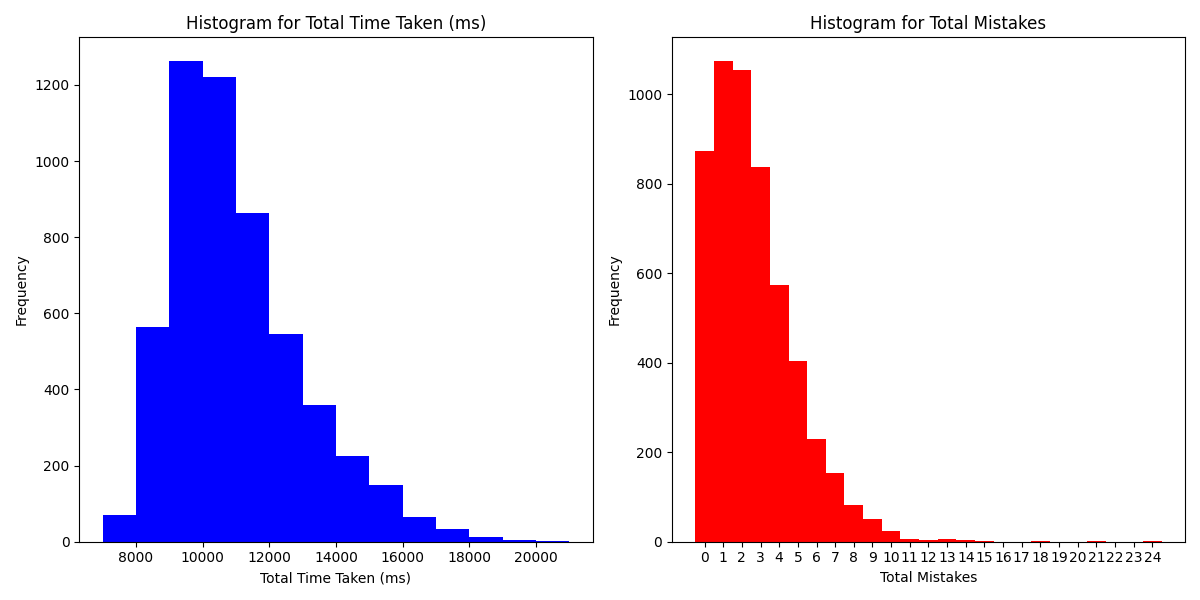 Histogram for Total Time Taken (ms)
Frequency
1200
1000
800
600
400
200
0
8000 10000 12000 14000 16000 18000 20000
Total Time Taken (ms)
Histogram for Total Mistakes
Frequency
1000
800
600
400
200
0
0 1 2 3 4 5 6 7 8 9 10 11 12 13 14 15 16 17 18 19 20 21 22 23 24
Total Mistakes